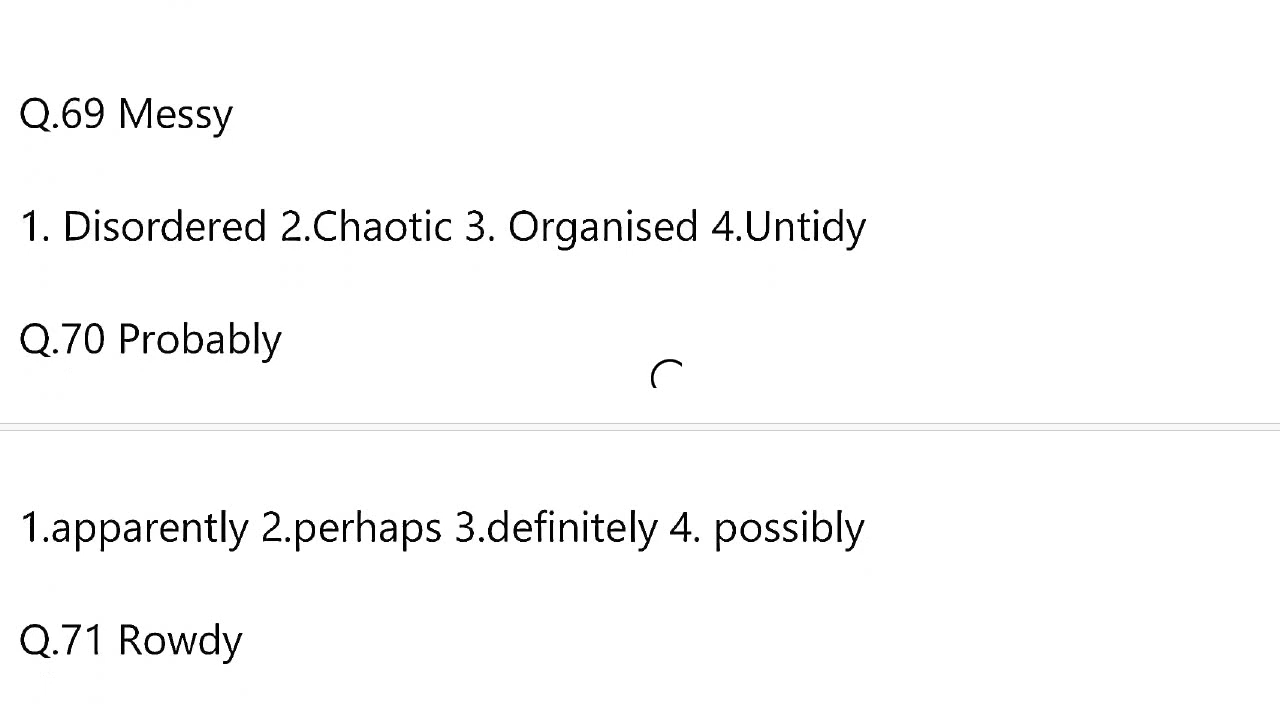 Q.69 Messy
1. Disordered 2.Chaotic 3. Organised 4.Untidy
Q.70 Probably
1.apparently 2.perhaps 3.definitely 4. possibly
Q.71 Rowdy